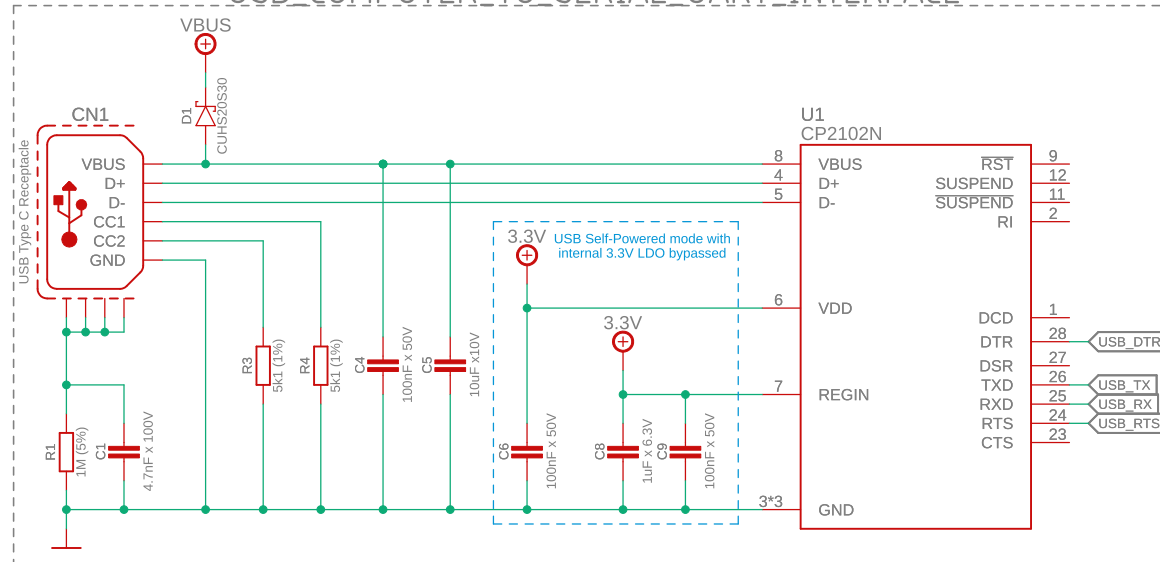 USB_COMPUTER_TO_SERIAL_UART_INTERFACE
VBUS
D1
CUHS20S30
CN1
USB Type C Receptacle
VBUS
D+
D-
CC1
CC2
GND
R1
1M (5%)
C1
4.7nF x 100V
R3
5k1 (1%)
R4
5k1 (1%)
C4
100nF x 50V
C5
10uF x10V
3.3V
USB Self-Powered mode with
internal 3.3V LDO bypassed
3.3V
C6
100nF x 50V
C8
1uF x 6.3V
C9
100nF x 50V
U1
CP2102N
8 VBUS
4 D+
5 D-
6 VDD
7 REGIN
3*3 GND
RST 9
SUSPEND 12
SUSPEND 11
RI 2
DCD 1
DTR 28 USB_DTR
DSR 27
TXD 26 USB_TX
RXD 25 USB_RX
RTS 24 USB_RTS
CTS 23